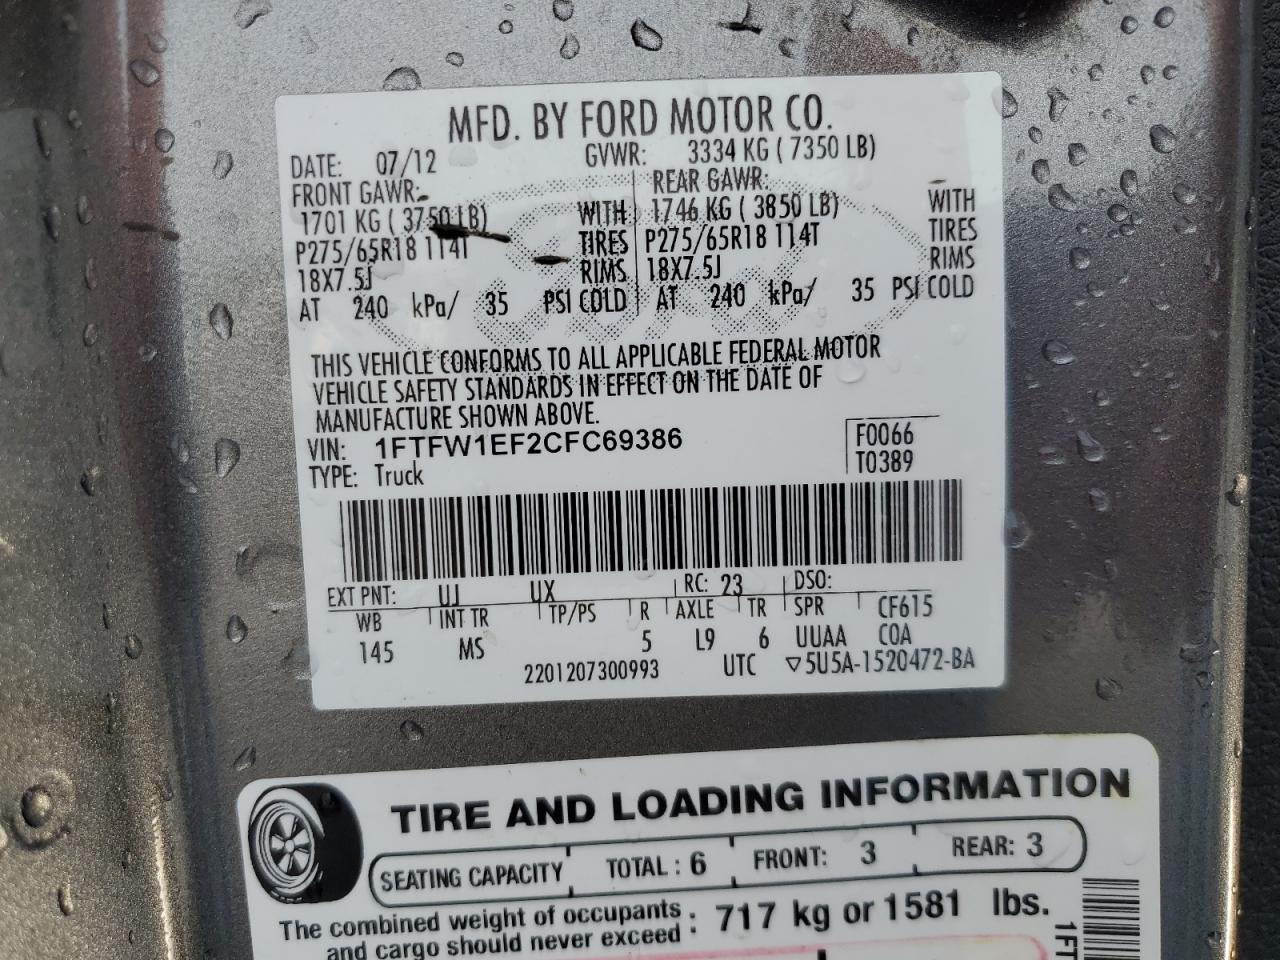 MFD. BY FORD MOTOR CO.
DATE: 07/12 GVWR: 3334 KG ( 7350 LB)
FRONT GAWR: REAR GAWR:
1701 KG ( 3750 LB) WITH 1746 KG ( 3850 LB) WITH
P275/65R18 114T TIRES P275/65R18 114T TIRES
18X7.5J RIMS 18X7.5J RIMS
AT 240 kPa/ 35 PSI COLD AT 240 kPa/ 35 PSI COLD
THIS VEHICLE CONFORMS TO ALL APPLICABLE FEDERAL MOTOR
VEHICLE SAFETY STANDARDS IN EFFECT ON THE DATE OF
MANUFACTURE SHOWN ABOVE.
VIN: 1FTFW1EF2CFC69386 F0066
TYPE: Truck T0389
EXT PNT: UJ UX RC: 23 DSO:
WB INT TR TP/PS R AXLE TR SPR CF615
145 MS 5 L9 6 UUAA COA
2201207300993 UTC ▽5U5A-1520472-BA
TIRE AND LOADING INFORMATION
SEATING CAPACITY TOTAL : 6 FRONT: 3 REAR: 3
The combined weight of occupants
and cargo should never exceed : 717 kg or 1581 lbs.
1FT